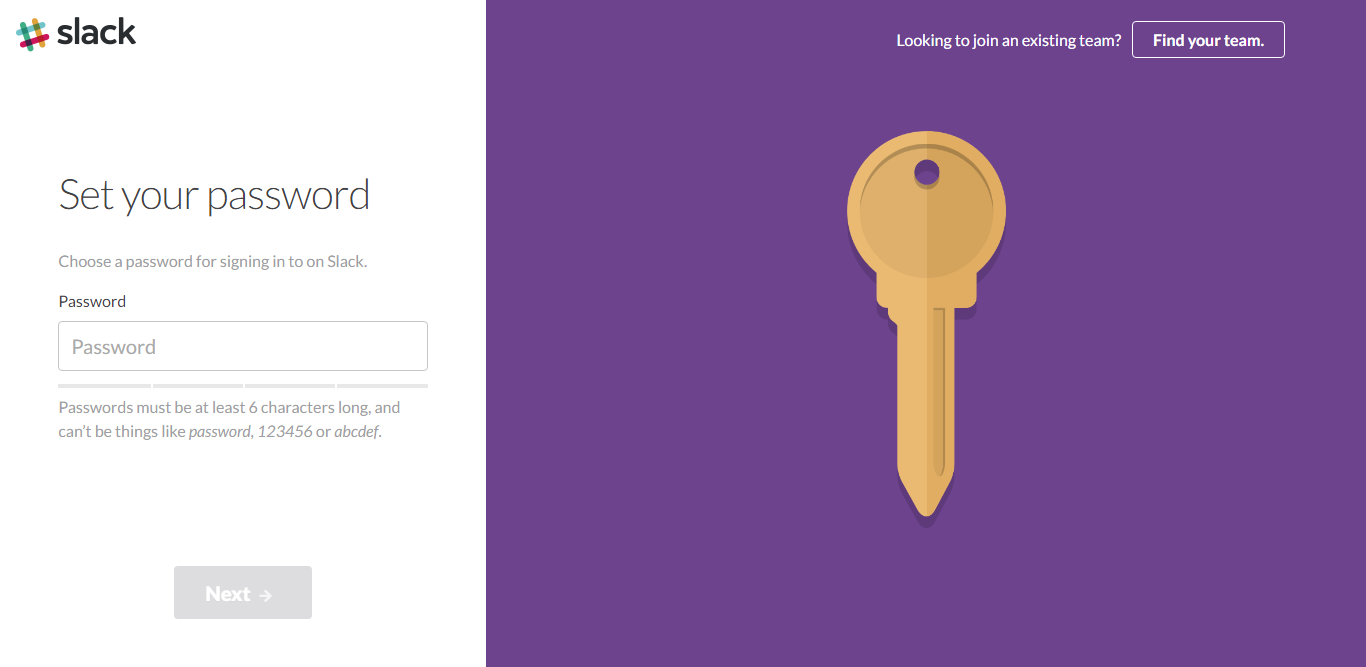 slack
Looking to join an existing team? Find your team.
Set your password
Choose a password for signing in to on Slack.
Password
Password
Passwords must be at least 6 characters long, and
can't be things like password, 123456 or abcdef.
Next →